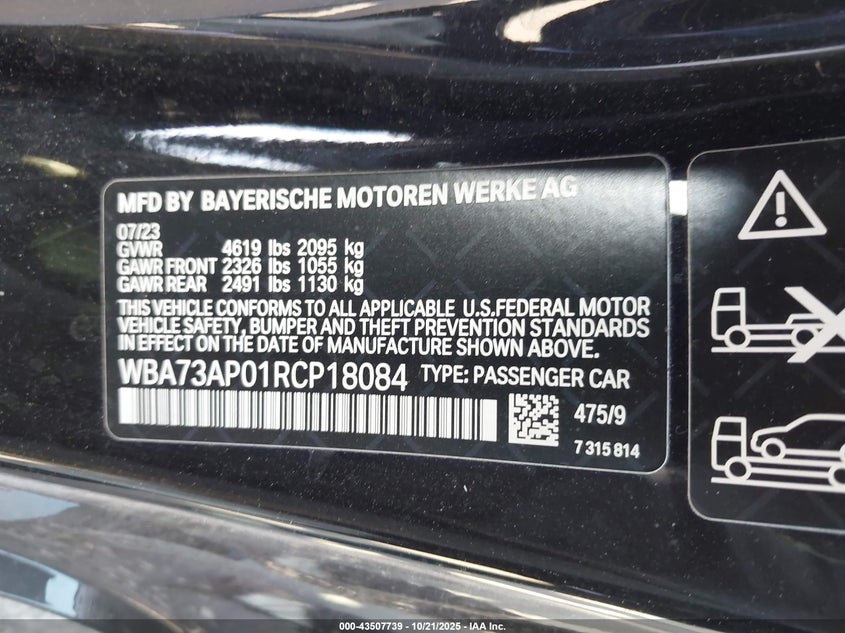 MFD BY BAYERISCHE MOTOREN WERKE AG
07/23
GVWR 4619 lbs 2095 kg
GAWR FRONT 2326 lbs 1055 kg
GAWR REAR 2491 lbs 1130 kg
THIS VEHICLE CONFORMS TO ALL APPLICABLE U.S.FEDERAL MOTOR
VEHICLE SAFETY, BUMPER AND THEFT PREVENTION STANDARDS
IN EFFECT ON THE DATE OF MANUFACTURE SHOWN ABOVE.
WBA73AP01RCP18084 TYPE: PASSENGER CAR
475/9
7 315 814
000-43507739 - 10/21/2025 - IAA Inc.